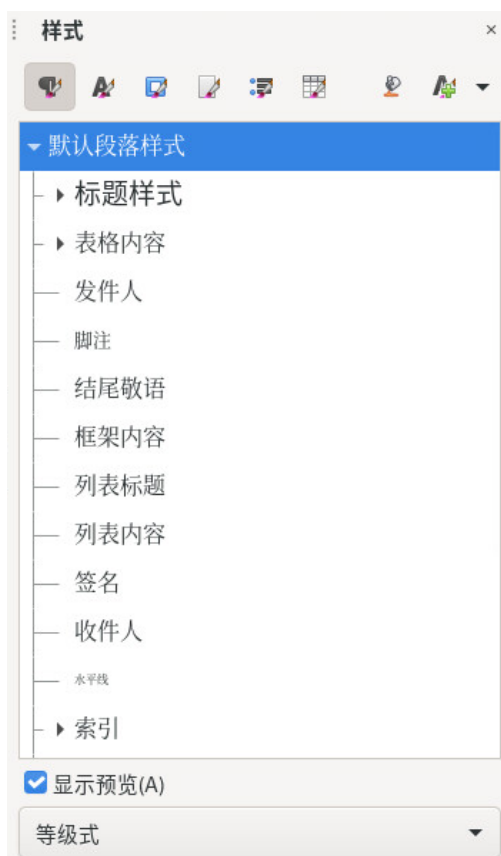 样式
默认段落样式
标题样式
表格内容
发件人
脚注
结尾敬语
框架内容
列表标题
列表内容
签名
收件人
水平线
索引
显示预览(A)
等级式